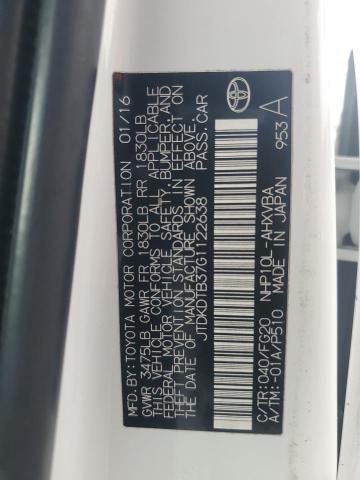 MFD.BY:TOYOTA MOTOR CORPORATION 01/16
GVWR 3475LB GAWR FR 1830LB RR 1830LB
THIS VEHICLE CONFORMS TO ALL APPLICABLE
FEDERAL MOTOR VEHICLE SAFETY, BUMPER, AND
THEFT PREVENTION STANDARDS IN EFFECT ON
THE DATE OF MANUFACTURE SHOWN ABOVE.
JTDKDTB37G1122638 PASS.CAR
C/TR:040/FG20 NHP10L-AHXVBA
A/TM:-01A/P510 MADE IN JAPAN 953 A
TOYOTA